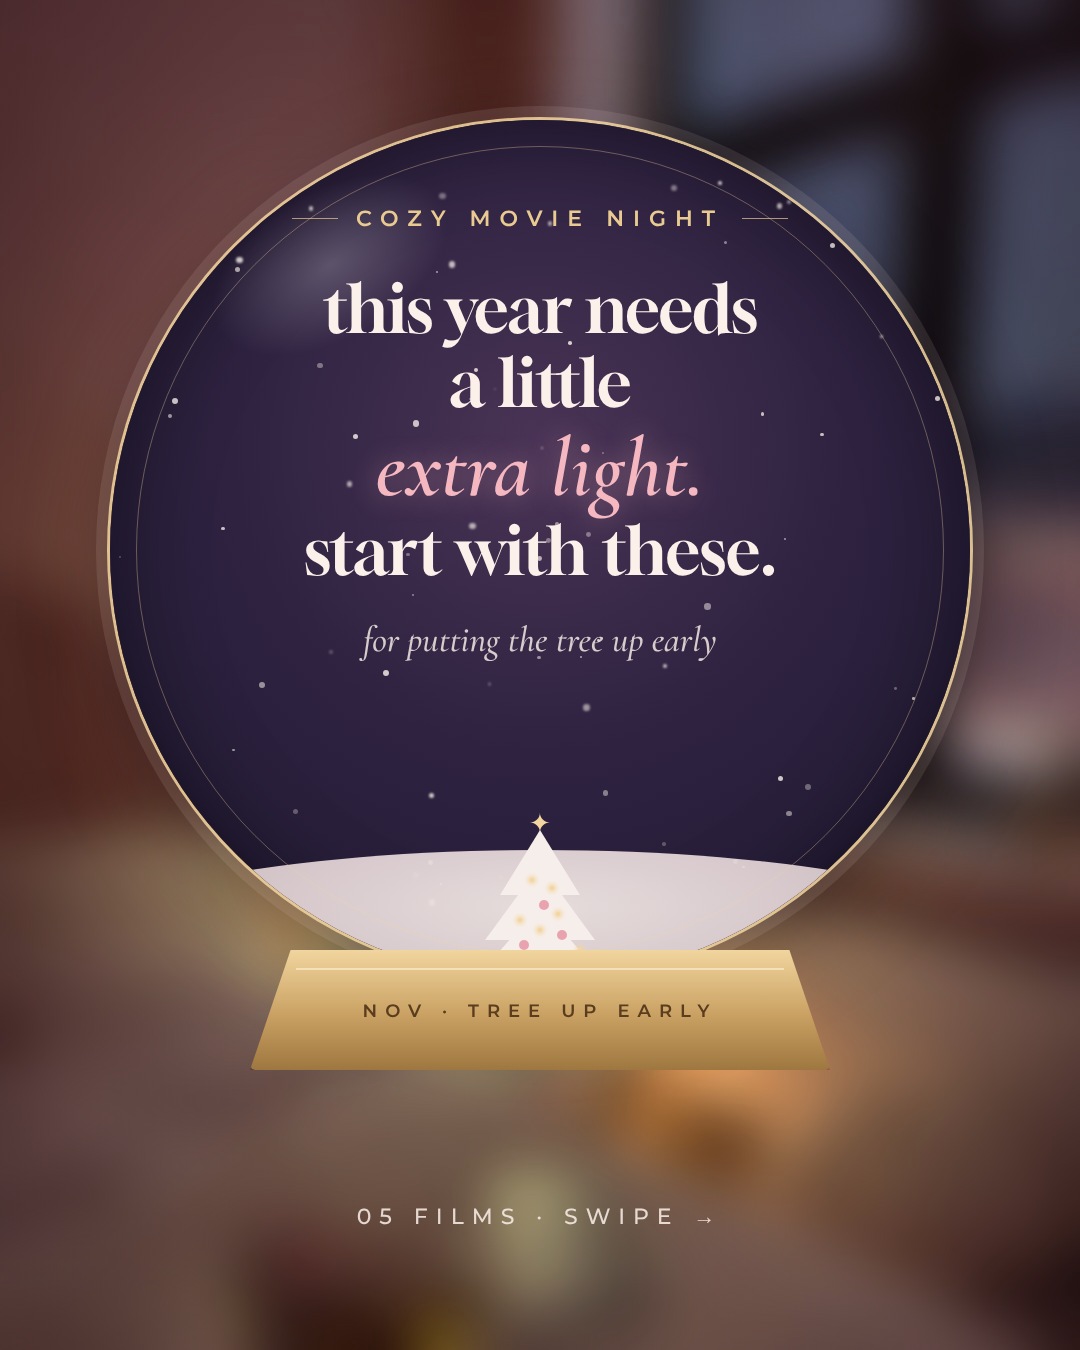 COZY MOVIE NIGHT
this year needs
a little
extra light.
start with these.
for putting the tree up early
NOV · TREE UP EARLY
05 FILMS · SWIPE →